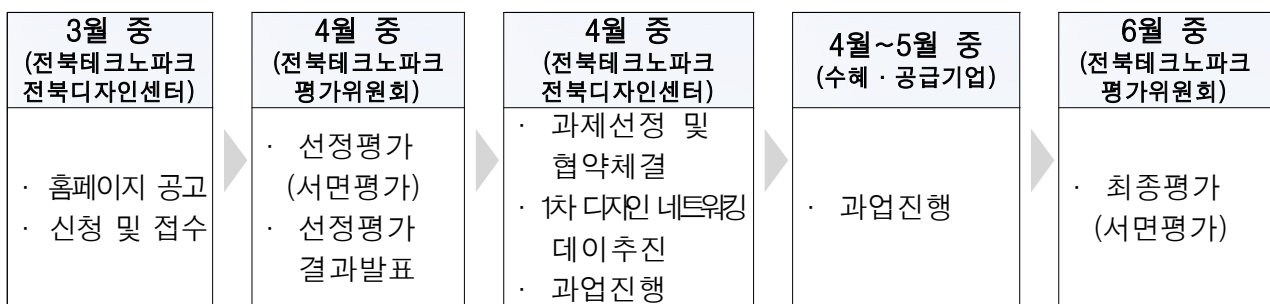 3월 중
(전북테크노파크
전북디자인센터)
· 홈페이지 공고
· 신청 및 접수
4월 중
(전북테크노파크
평가위원회)
· 선정평가
(서면평가)
· 선정평가
결과발표
4월 중
(전북테크노파크
전북디자인센터)
· 과제선정 및
협약체결
· 1차 디자인 네트워킹
데이추진
· 과업진행
4월~5월 중
(수혜·공급기업)
· 과업진행
6월 중
(전북테크노파크
평가위원회)
· 최종평가
(서면평가)